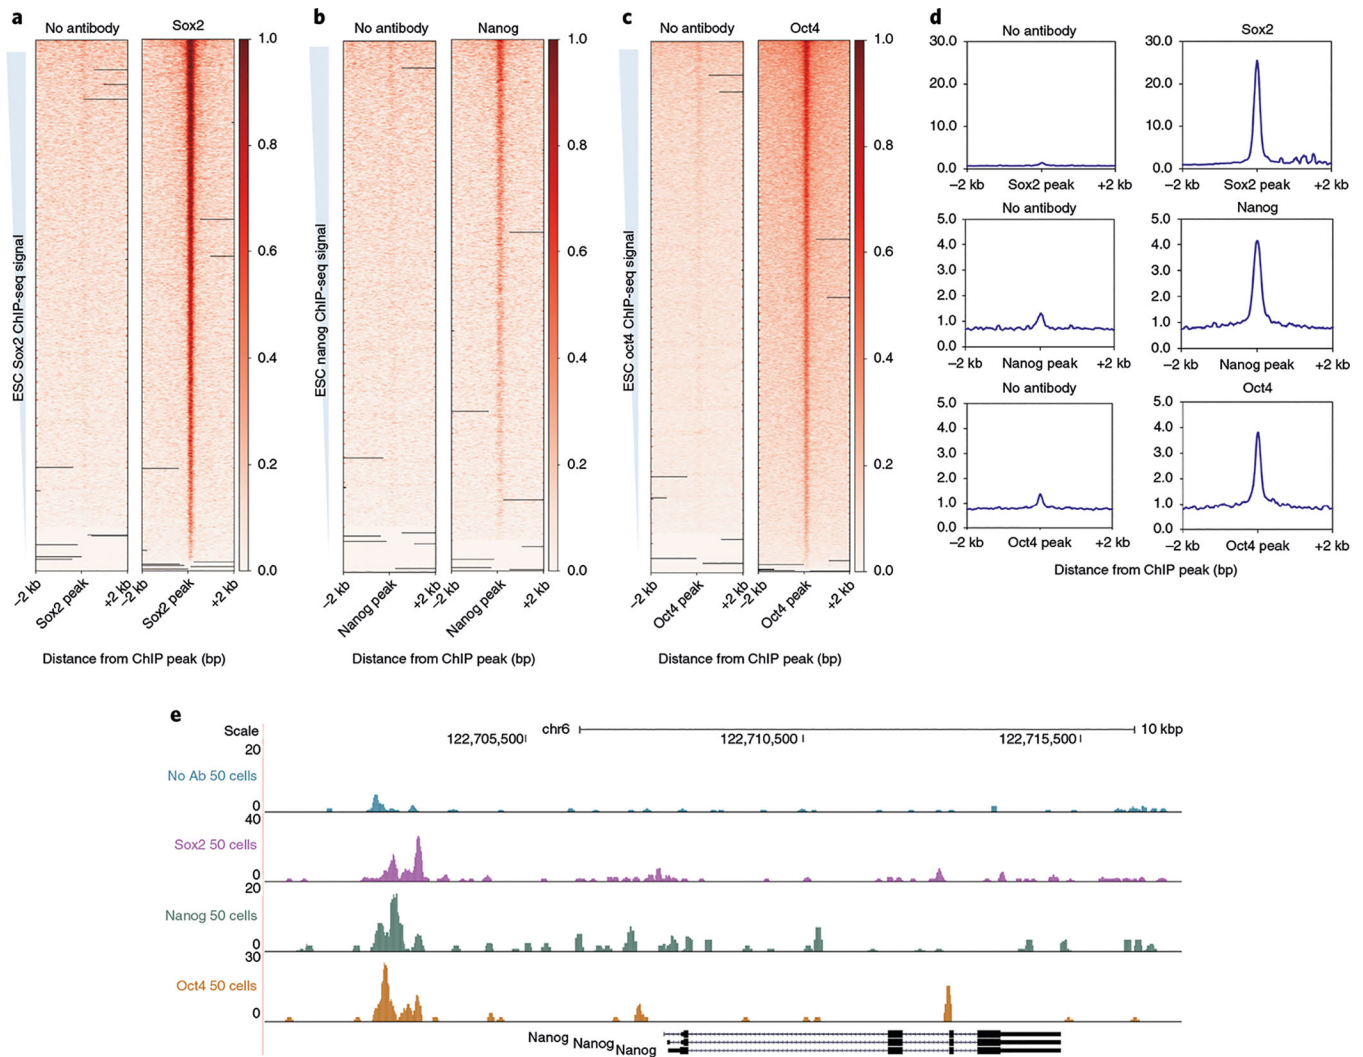 a
No antibody
Sox2
1.0
0.8
0.6
0.4
0.2
0.0
ESC Sox2 ChIP-seq signal
–2 kb
Sox2 peak
+2 kb
–2 kb
Sox2 peak
+2 kb
Distance from ChIP peak (bp)
b
No antibody
Nanog
1.0
0.8
0.6
0.4
0.2
0.0
ESC nanog ChIP-seq signal
–2 kb
Nanog peak
+2 kb
–2 kb
Nanog peak
+2 kb
Distance from ChIP peak (bp)
c
No antibody
Oct4
1.0
0.8
0.6
0.4
0.2
0.0
ESC oct4 ChIP-seq signal
–2 kb
Oct4 peak
+2 kb
–2 kb
Oct4 peak
+2 kb
Distance from ChIP peak (bp)
d
No antibody
30.0
20.0
10.0
0.0
–2 kb Sox2 peak +2 kb
Sox2
30.0
20.0
10.0
0.0
–2 kb Sox2 peak +2 kb
No antibody
5.0
4.0
3.0
2.0
1.0
0.0
–2 kb Nanog peak +2 kb
Nanog
5.0
4.0
3.0
2.0
1.0
0.0
–2 kb Nanog peak +2 kb
No antibody
5.0
4.0
3.0
2.0
1.0
0.0
–2 kb Oct4 peak +2 kb
Oct4
5.0
4.0
3.0
2.0
1.0
0.0
–2 kb Oct4 peak +2 kb
Distance from ChIP peak (bp)
e
Scale chr6 10 kbp
122,705,500 122,710,500 122,715,500
20
No Ab 50 cells
0
40
Sox2 50 cells
0
20
Nanog 50 cells
0
30
Oct4 50 cells
0
Nanog
Nanog
Nanog